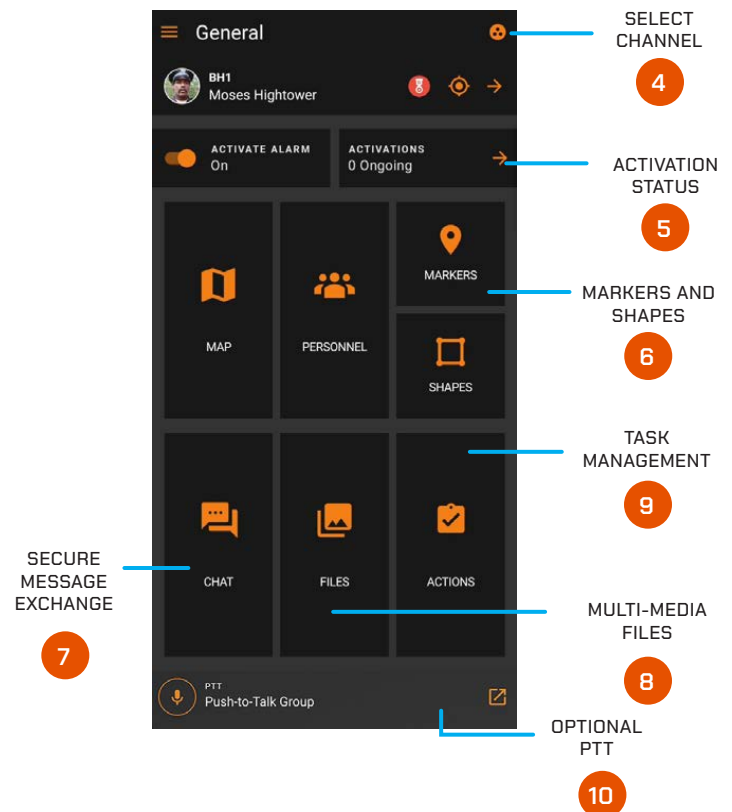 General
SELECT
CHANNEL
4
BH1
Moses Hightower
ACTIVATE ALARM
On
ACTIVATIONS
0 Ongoing
ACTIVATION
STATUS
5
MAP
PERSONNEL
MARKERS
SHAPES
MARKERS AND
SHAPES
6
TASK
MANAGEMENT
9
CHAT
FILES
ACTIONS
SECURE
MESSAGE
EXCHANGE
7
MULTI-MEDIA
FILES
8
PTT
Push-to-Talk Group
OPTIONAL
PTT
10